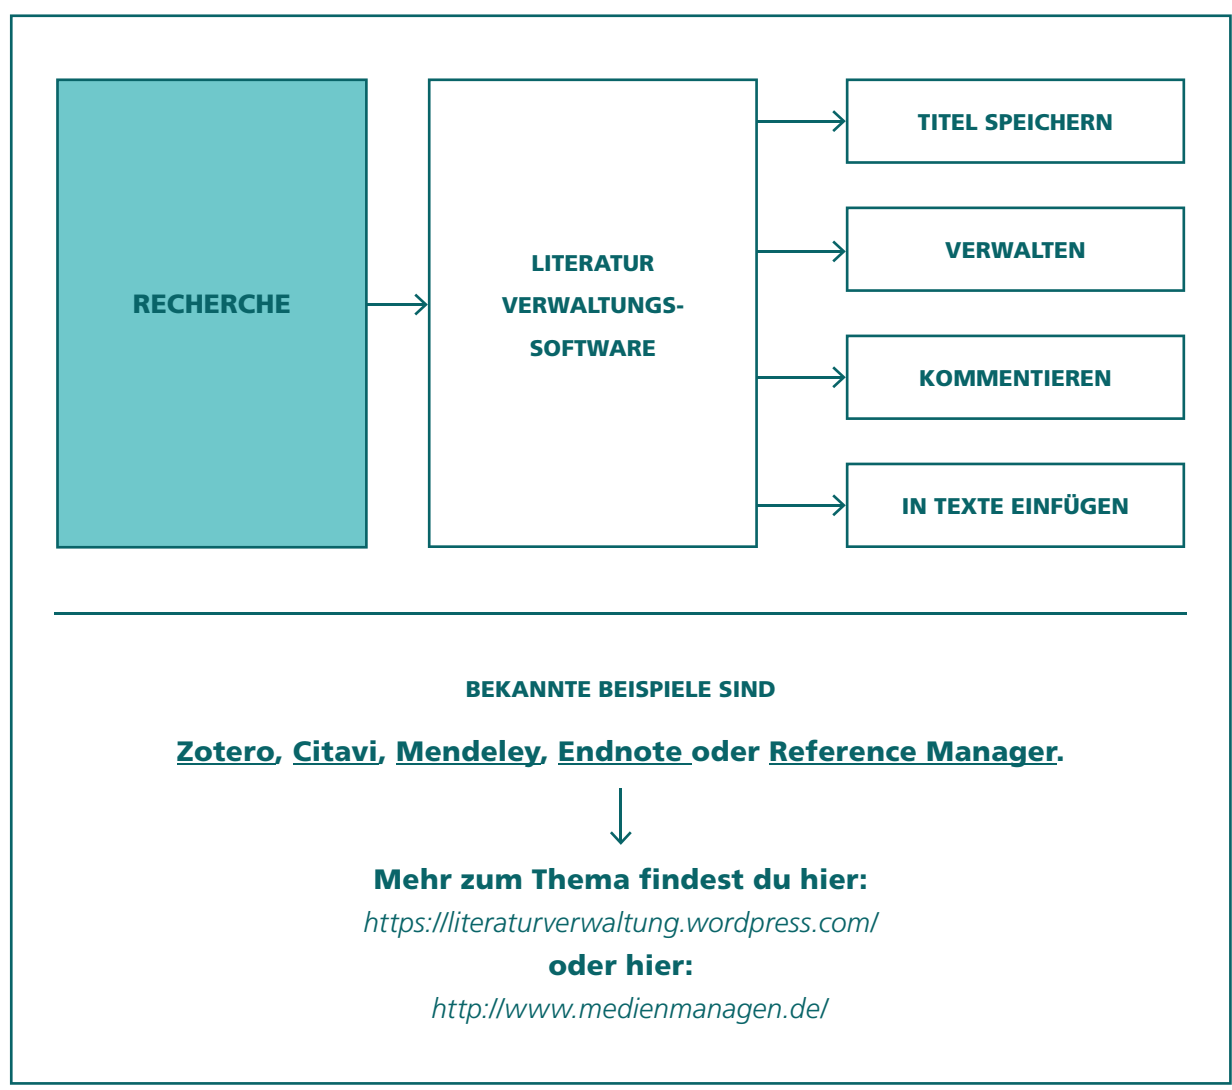 RECHERCHE
LITERATUR
VERWALTUNGS-
SOFTWARE
TITEL SPEICHERN
VERWALTEN
KOMMENTIEREN
IN TEXTE EINFÜGEN
BEKANNTE BEISPIELE SIND
Zotero, Citavi, Mendeley, Endnote oder Reference Manager.
Mehr zum Thema findest du hier:
https://literaturverwaltung.wordpress.com/
oder hier:
http://www.medienmanagen.de/